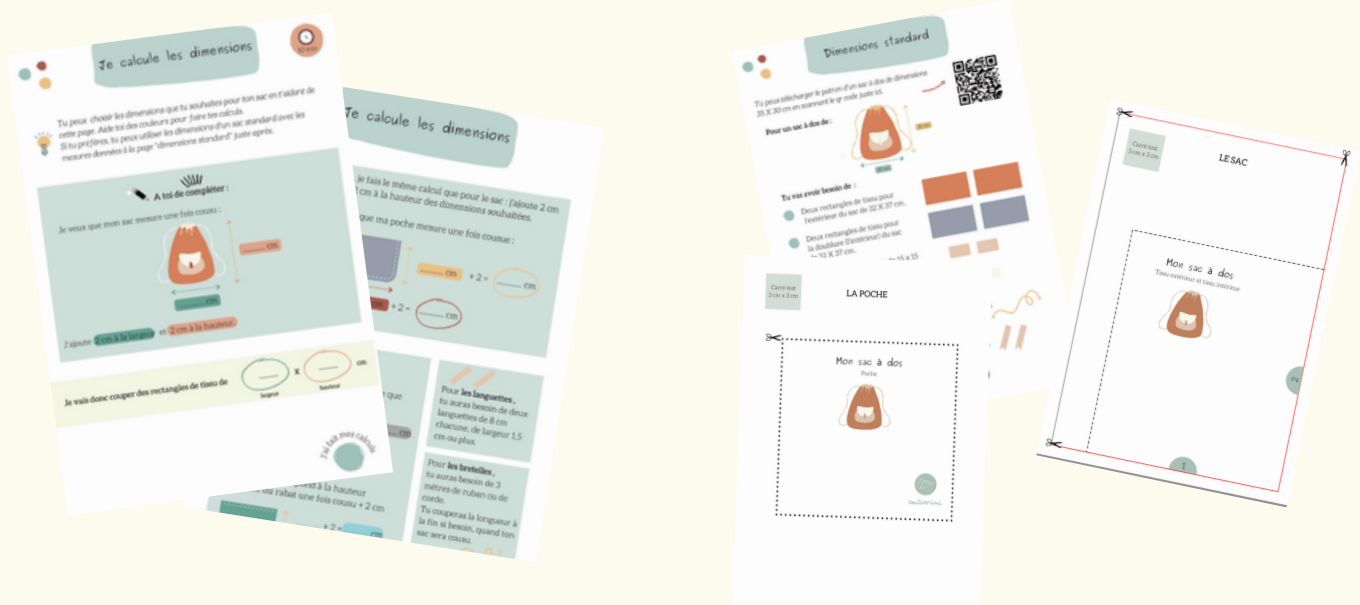 Je calcule les dimensions
30 min
Tu peux choisir les dimensions que tu souhaites pour ton sac en t'aidant de
cette page. Aide toi des couleurs pour faire tes calculs.
Si tu préfères, tu peux utiliser les dimensions d'un sac standard avec les
mesures données à la page "dimensions standard" juste après.
A toi de compléter :
Je veux que mon sac mesure une fois cousu :
cm
cm
J'ajoute 2 cm à la largeur et 2 cm à la hauteur.
Je vais donc couper des rectangles de tissu de
X
cm
largeur
hauteur
J'ai fait mes calculs
Je calcule les dimensions
je fais le même calcul que pour le sac : j'ajoute 2 cm
cm à la hauteur des dimensions souhaitées.
que ma poche mesure une fois cousue :
cm + 2 = cm
+ 2 = cm
que
cm
à la hauteur
du rabat une fois cousu + 2 cm
+ 2 = cm
Pour les languettes,
tu auras besoin de deux
languettes de 8 cm
chacune, de largeur 1,5
cm ou plus.
Pour les bretelles,
tu auras besoin de 3
mètres de ruban ou de
corde.
Tu couperas la longueur à
la fin si besoin, quand ton
sac sera cousu.
Dimensions standard
Tu peux télécharger le patron d'un sac à dos de dimensions
35 X 30 cm en scannant le qr code juste ici.
Pour un sac à dos de :
Tu vas avoir besoin de :
Deux rectangles de tissu pour
l'extérieur du sac de 32 X 37 cm.
Deux rectangles de tissu pour
la doublure (l'intérieur) du sac
de 32 X 37 cm.
15 x 15
Carré test
3 cm x 3 cm
LA POCHE
Mon sac à dos
Poche
Carré test
3 cm x 3 cm
LE SAC
Mon sac à dos
Tissu extérieur et tissu intérieur
2
1